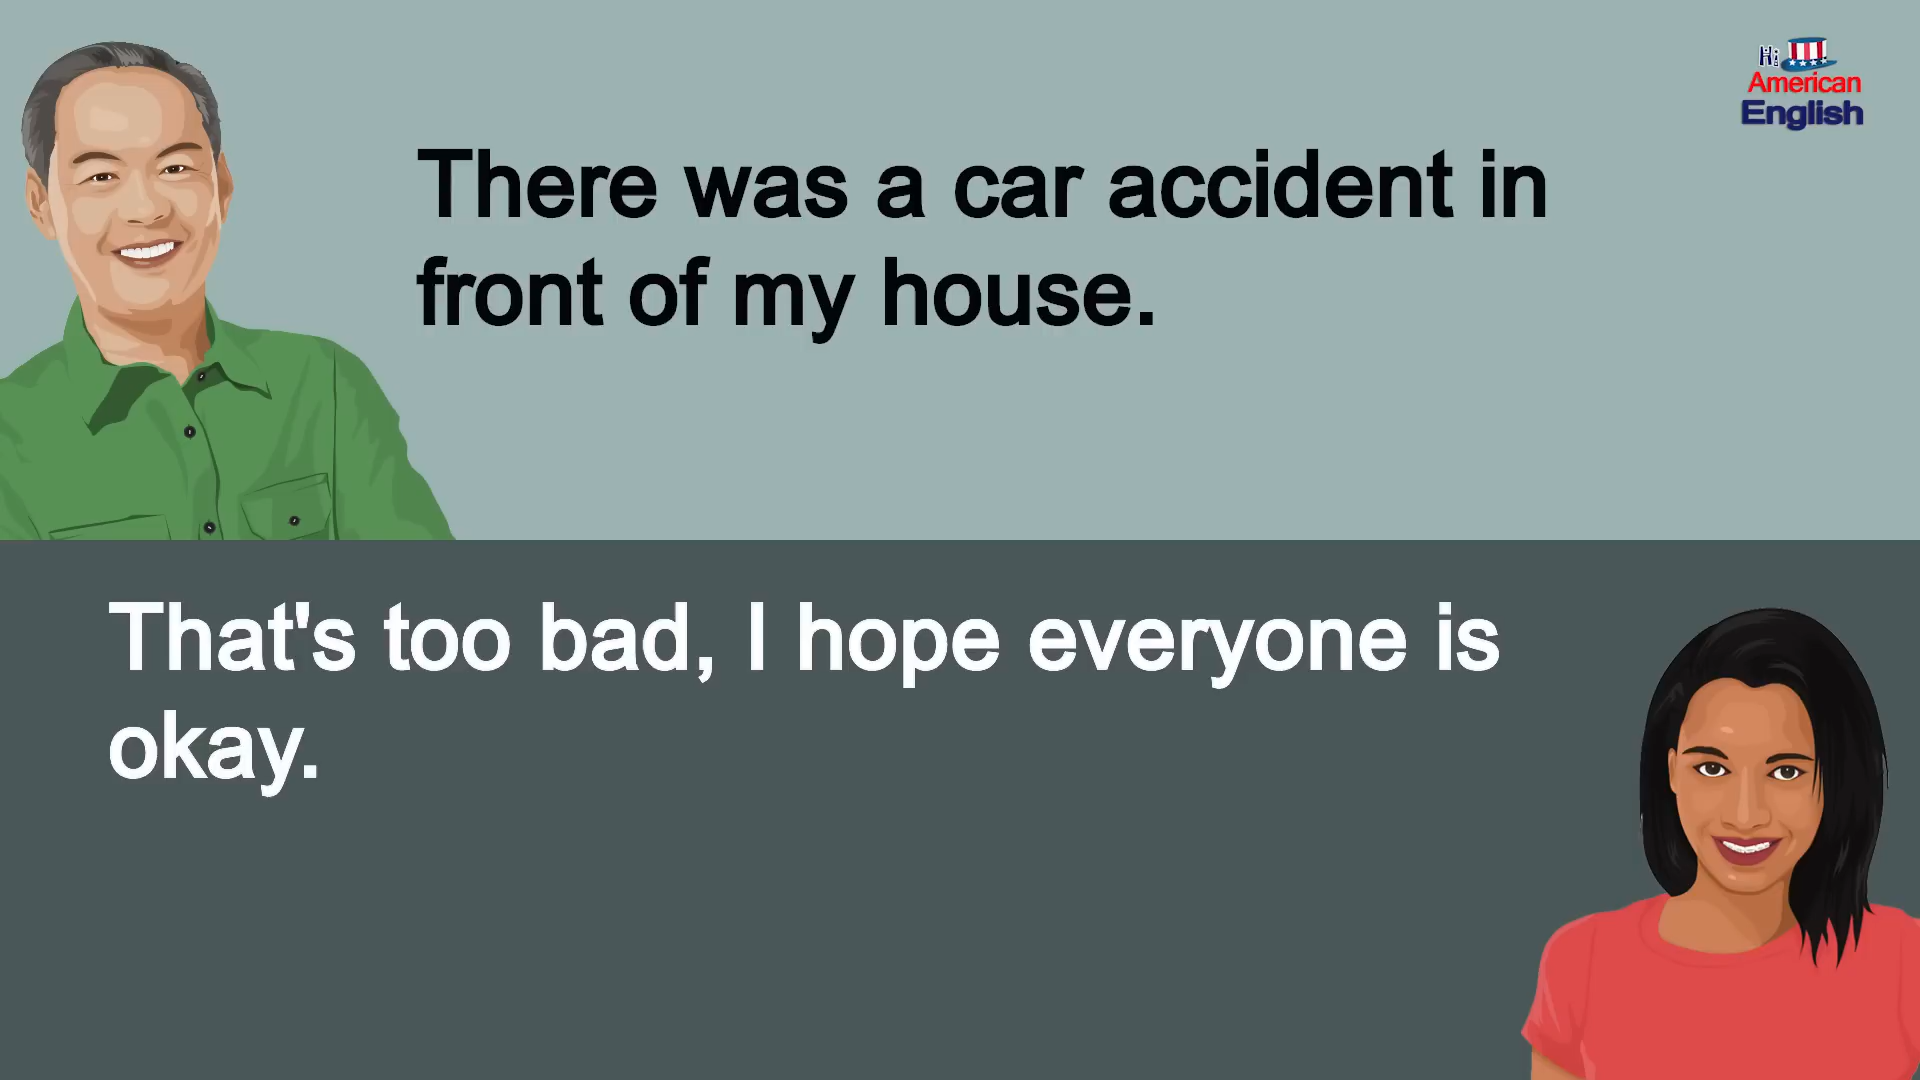 Hi
American
English
There was a car accident in
front of my house.
That's too bad, I hope everyone is
okay.